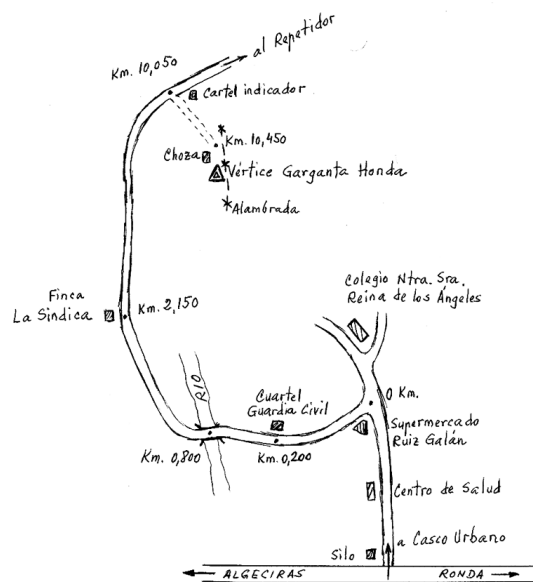 al Repetidor
Km. 10,050
Cartel indicador
Km. 10,450
Choza
Vértice Garganta Honda
Alambrada
Colegio Ntra. Sra.
Reina de los Ángeles
Finca
La Sindica
Km. 2,150
RIO
Cuartel
Guardia Civil
0 Km.
Supermercado
Ruiz Galán
Km. 0,800
Km. 0,200
Centro de Salud
a Casco Urbano
Silo
ALGECIRAS
RONDA